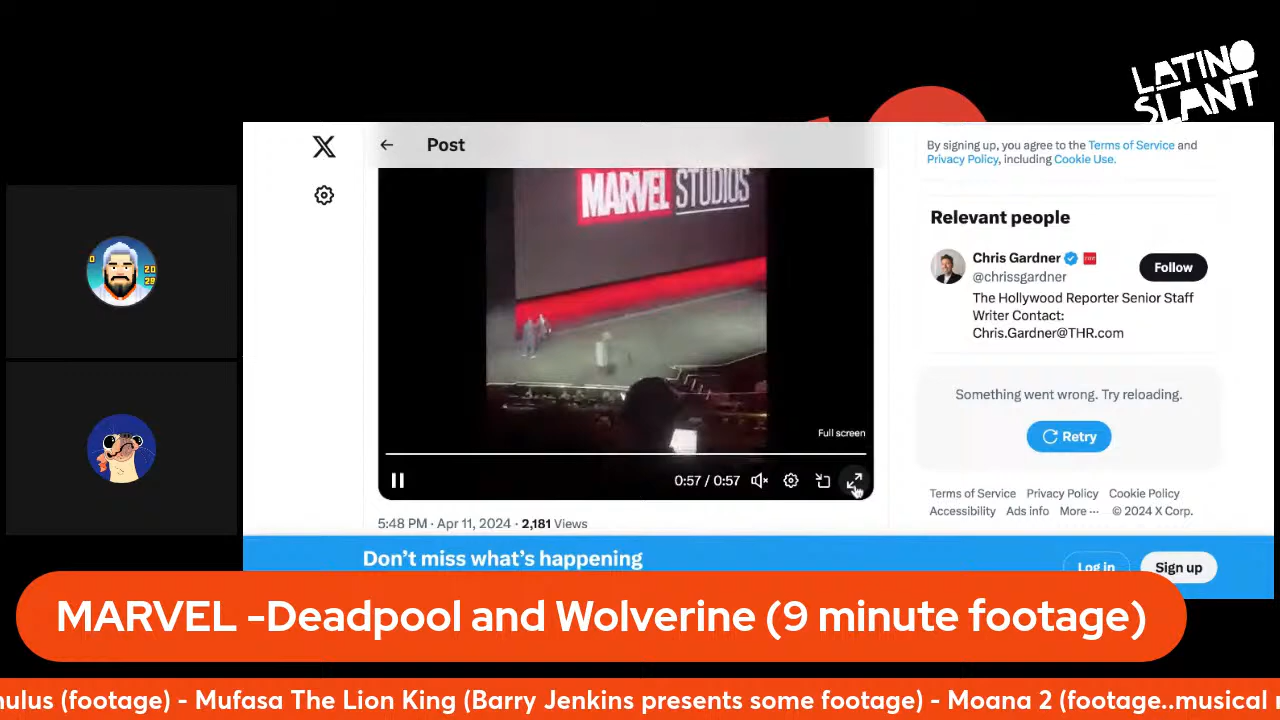 LATINO
SLANT
X
Post
By signing up, you agree to the Terms of Service and
Privacy Policy, including Cookie Use.
MARVEL STUDIOS
Relevant people
Chris Gardner
@chrissgardner
Follow
The Hollywood Reporter Senior Staff
Writer Contact:
Chris.Gardner@THR.com
0
20
Something went wrong. Try reloading.
Retry
Full screen
0:57 / 0:57
5:48 PM · Apr 11, 2024 · 2,181 Views
Terms of Service Privacy Policy Cookie Policy
Accessibility Ads info More ··· © 2024 X Corp.
Don’t miss what’s happening
Log in
Sign up
MARVEL -Deadpool and Wolverine (9 minute footage)
(footage) - Mufasa The Lion King (Barry Jenkins presents some footage) - Moana 2 (footage..musical